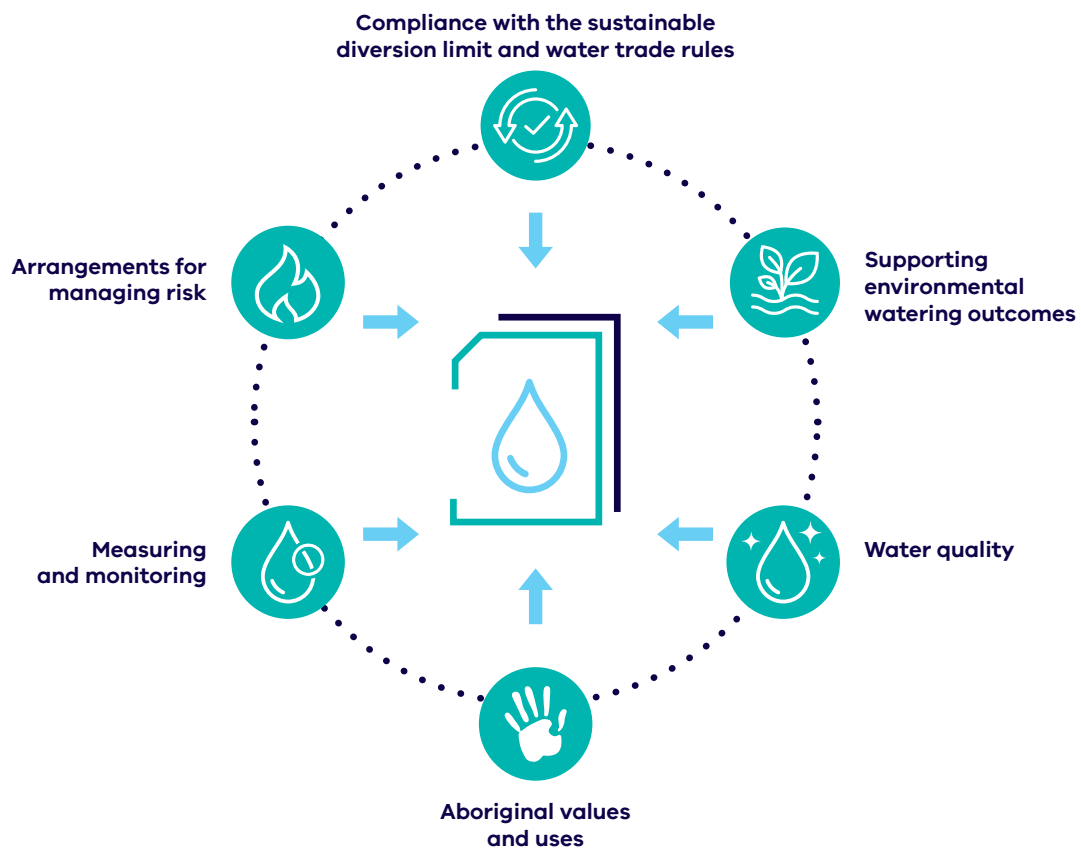 Compliance with the sustainable
diversion limit and water trade rules
Arrangements for
managing risk
Supporting
environmental
watering outcomes
Measuring
and monitoring
Water quality
Aboriginal values
and uses